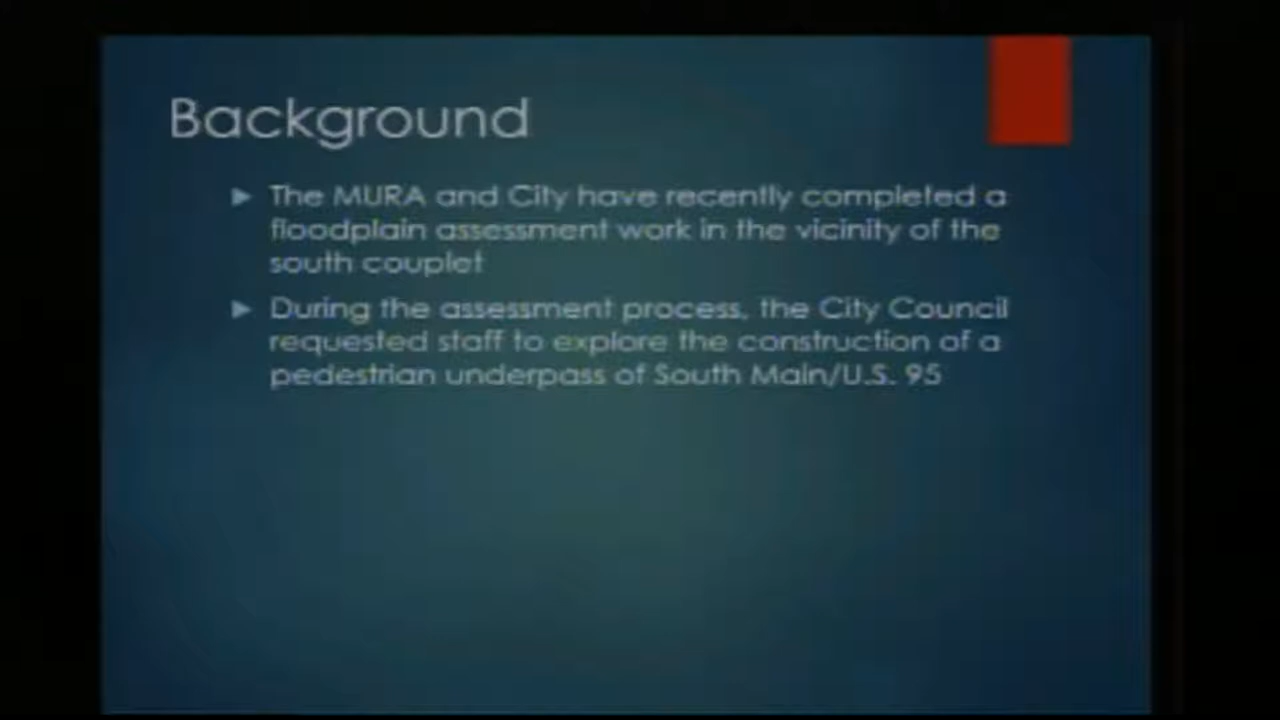 Background
The MURA and City have recently completed a
floodplain assessment work in the vicinity of the
south couplet
During the assessment process, the City Council
requested staff to explore the construction of a
pedestrian underpass of South Main/U.S. 95